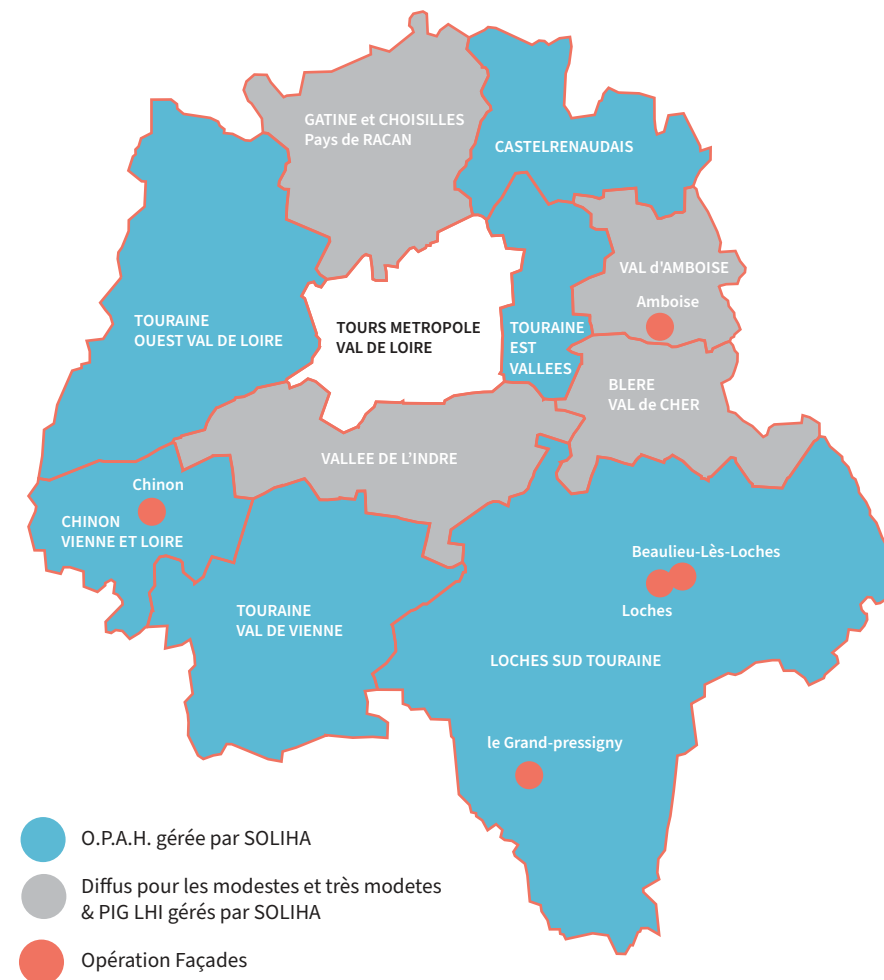 GATINE et CHOISILLES
Pays de RACAN
CASTELRENAUDAIS
VAL d'AMBOISE
Amboise
TOURAINE
OUEST VAL DE LOIRE
TOURS METROPOLE
VAL DE LOIRE
TOURAINE
EST
VALLEES
BLERE
VAL de CHER
VALLEE DE L’INDRE
Chinon
CHINON
VIENNE ET LOIRE
Beaulieu-Lès-Loches
Loches
TOURAINE
VAL DE VIENNE
LOCHES SUD TOURAINE
le Grand-pressigny
O.P.A.H. gérée par SOLIHA
Diffus pour les modestes et très modetes
& PIG LHI gérés par SOLIHA
Opération Façades